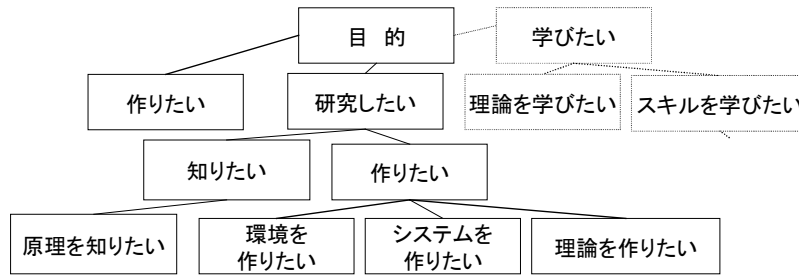 目 的
学びたい
作りたい
研究したい
理論を学びたい
スキルを学びたい
知りたい
作りたい
原理を知りたい
環境を
作りたい
システムを
作りたい
理論を作りたい